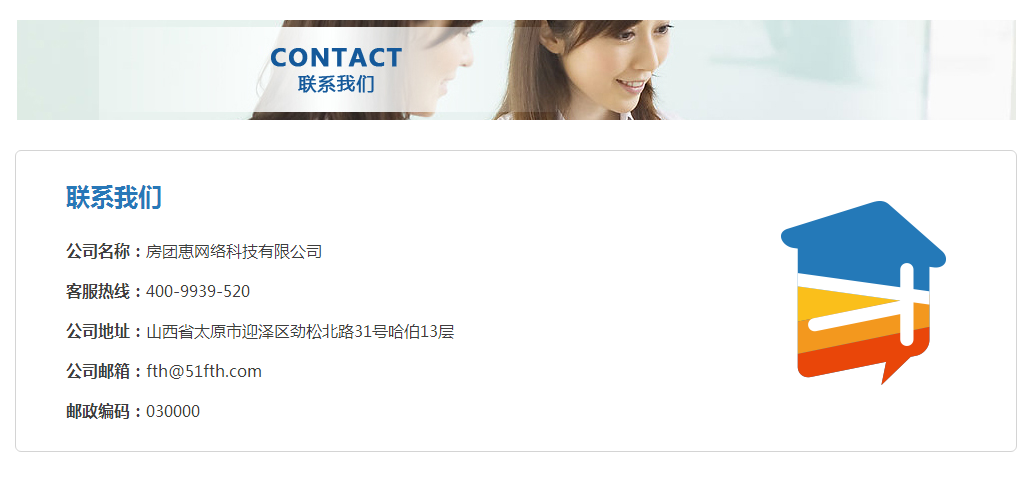 CONTACT
联系我们
联系我们
公司名称：房团惠网络科技有限公司
客服热线：400-9939-520
公司地址：山西省太原市迎泽区劲松北路31号哈伯13层
公司邮箱：fth@51fth.com
邮政编码：030000